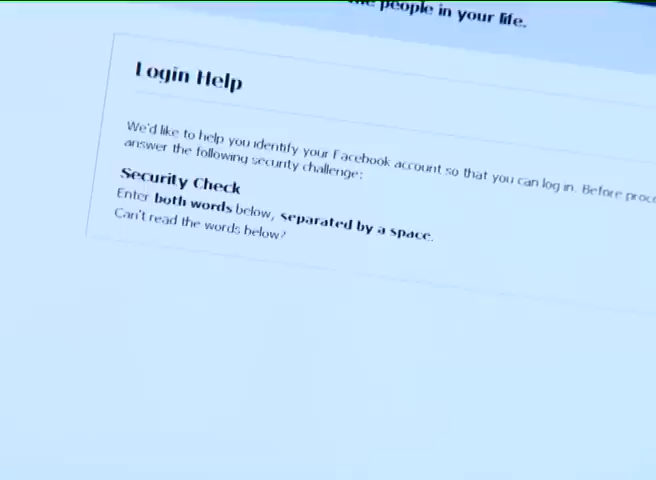 people in your life.
Login Help
We'd like to help you identify your Facebook account so that you can log in. Before
answer the following security challenge:
Security Check
Enter both words below, separated by a space.
Can't read the words below?